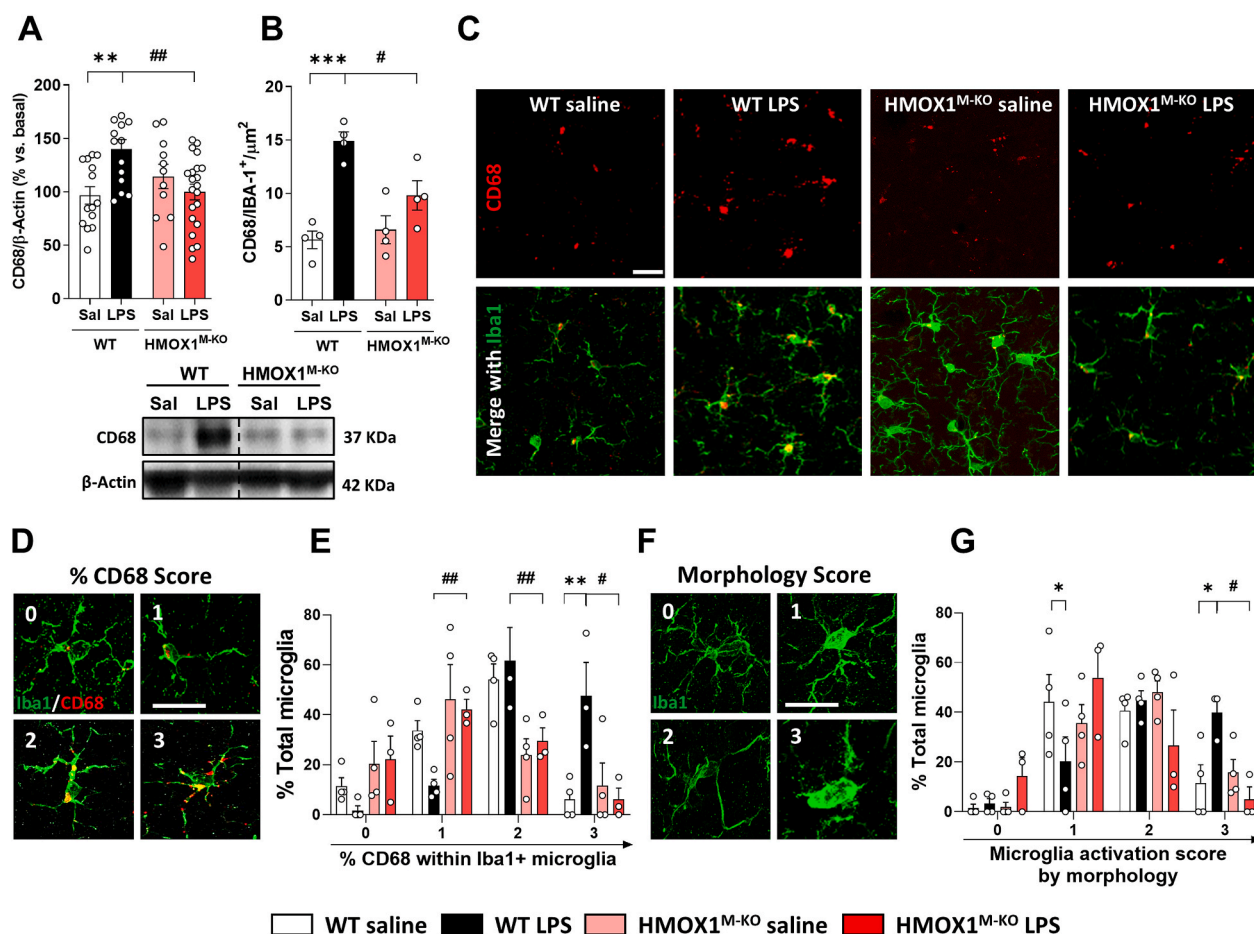 A
B
C
** ##
*** #
CD68/β-Actin (% vs. basal)
200
150
100
50
0
Sal LPS Sal LPS
WT HMOX1M-KO
CD68/IBA-1+/μm2
20
15
10
5
0
Sal LPS Sal LPS
WT HMOX1M-KO
WT saline WT LPS HMOX1M-KO saline HMOX1M-KO LPS
CD68
Merge with Iba1
WT HMOX1M-KO
Sal LPS Sal LPS
CD68 37 KDa
β-Actin 42 KDa
D
% CD68 Score
0 1
Iba1/CD68
2 3
E
## ## ** #
% Total microglia
80
60
40
20
0
0 1 2 3
% CD68 within Iba1+ microglia
F
Morphology Score
0 1
Iba1
2 3
G
* * #
% Total microglia
80
60
40
20
0
0 1 2 3
Microglia activation score
by morphology
WT saline WT LPS HMOX1M-KO saline HMOX1M-KO LPS